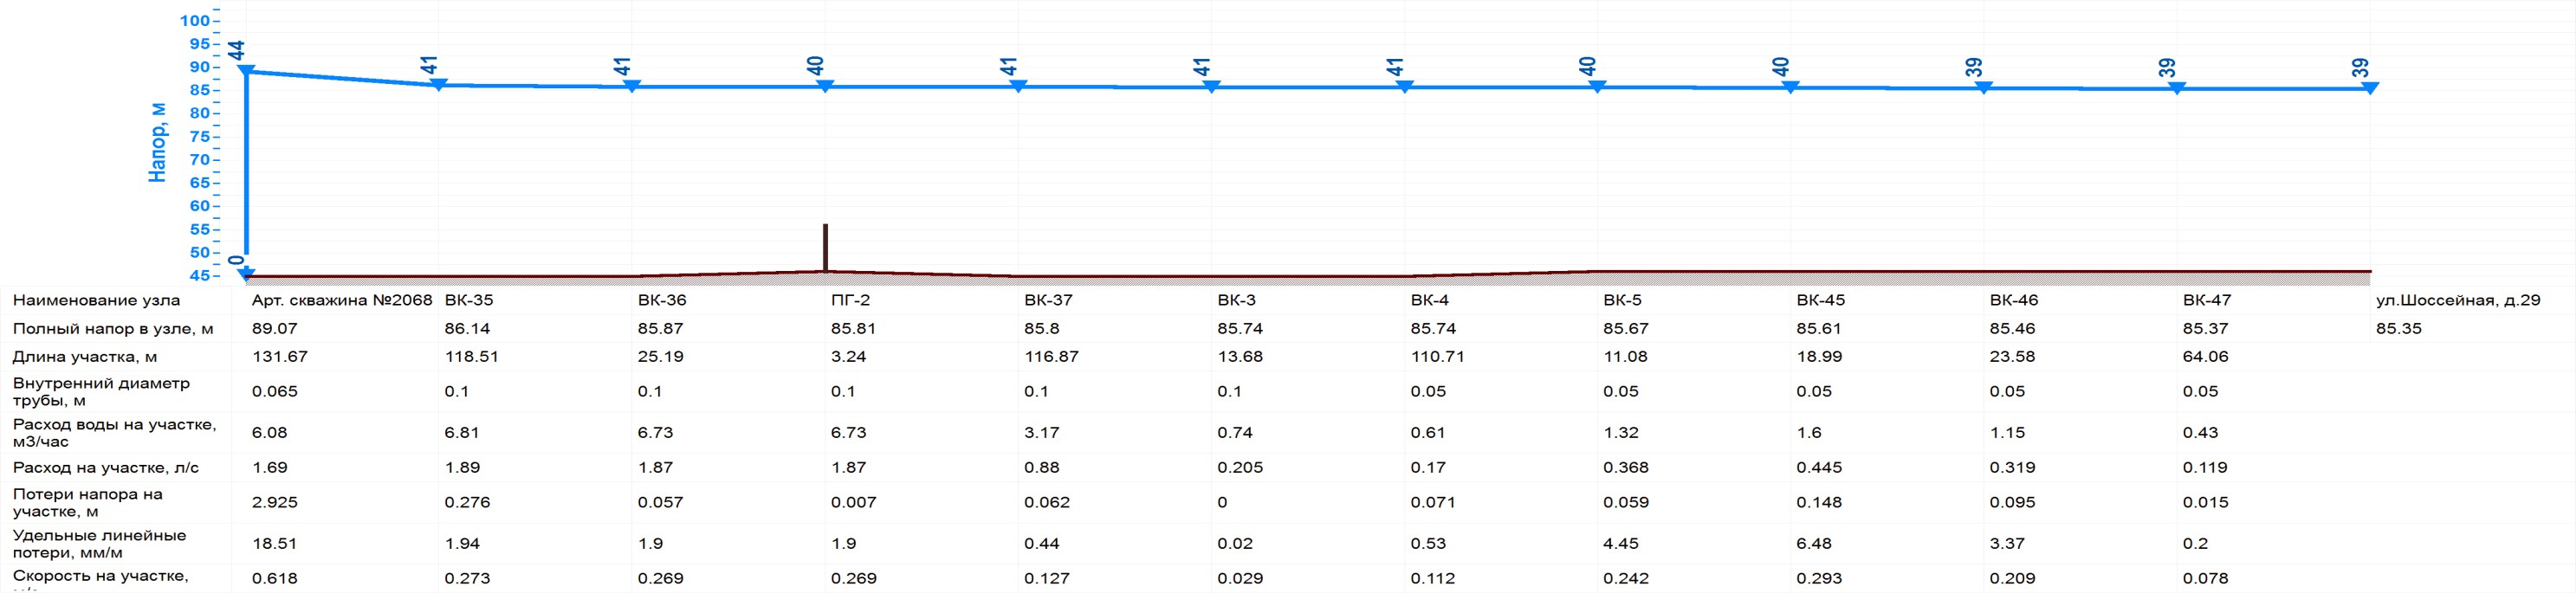 100
95
90
85
80
75
70
65
60
55
50
45
Напор, м
44 41 41 40 41 41 41 40 40 39 39 39
0
Наименование узла Арт. скважина №2068 ВК-35 ВК-36 ПГ-2 ВК-37 ВК-3 ВК-4 ВК-5 ВК-45 ВК-46 ВК-47 ул.Шоссейная, д.29
Полный напор в узле, м 89.07 86.14 85.87 85.81 85.8 85.74 85.74 85.67 85.61 85.46 85.37 85.35
Длина участка, м 131.67 118.51 25.19 3.24 116.87 13.68 110.71 11.08 18.99 23.58 64.06
Внутренний диаметр
трубы, м 0.065 0.1 0.1 0.1 0.1 0.1 0.05 0.05 0.05 0.05 0.05
Расход воды на участке,
м3/час 6.08 6.81 6.73 6.73 3.17 0.74 0.61 1.32 1.6 1.15 0.43
Расход на участке, л/с 1.69 1.89 1.87 1.87 0.88 0.205 0.17 0.368 0.445 0.319 0.119
Потери напора на
участке, м 2.925 0.276 0.057 0.007 0.062 0 0.071 0.059 0.148 0.095 0.015
Удельные линейные
потери, мм/м 18.51 1.94 1.9 1.9 0.44 0.02 0.53 4.45 6.48 3.37 0.2
Скорость на участке, 0.618 0.273 0.269 0.269 0.127 0.029 0.112 0.242 0.293 0.209 0.078